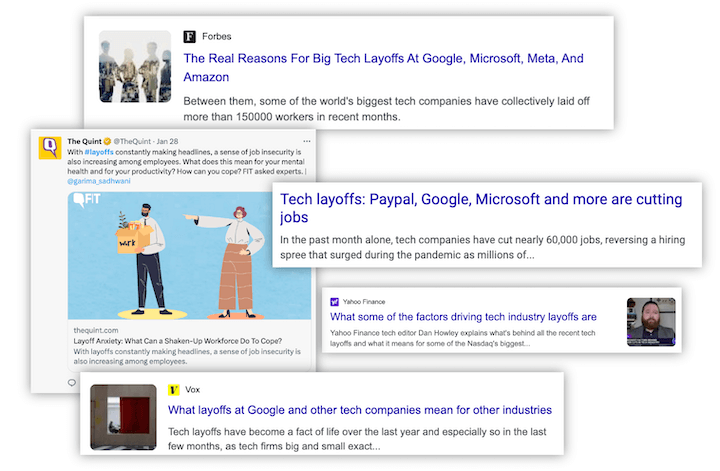 Forbes
The Real Reasons For Big Tech Layoffs At Google, Microsoft, Meta, And
Amazon
Between them, some of the world's biggest tech companies have collectively laid off
more than 150000 workers in recent months.
The Quint @TheQuint · Jan 28
With #layoffs constantly making headlines, a sense of job insecurity is
also increasing among employees. What does this mean for your mental
health and for your productivity? How can you cope? FIT asked experts. |
@garima_sadhwani
FIT
work
thequint.com
Layoff Anxiety: What Can a Shaken-Up Workforce Do To Cope?
With layoffs constantly making headlines, a sense of job insecurity is
also increasing among employees.
Tech layoffs: Paypal, Google, Microsoft and more are cutting
jobs
In the past month alone, tech companies have cut nearly 60,000 jobs, reversing a hiring
spree that surged during the pandemic as millions of...
Yahoo Finance
What some of the factors driving tech industry layoffs are
Yahoo Finance tech editor Dan Howley explains what's behind all the recent tech
layoffs and what it means for some of the Nasdaq's biggest...
Vox
What layoffs at Google and other tech companies mean for other industries
Tech layoffs have become a fact of life over the last year and especially so in the last
few months, as tech firms big and small exact...